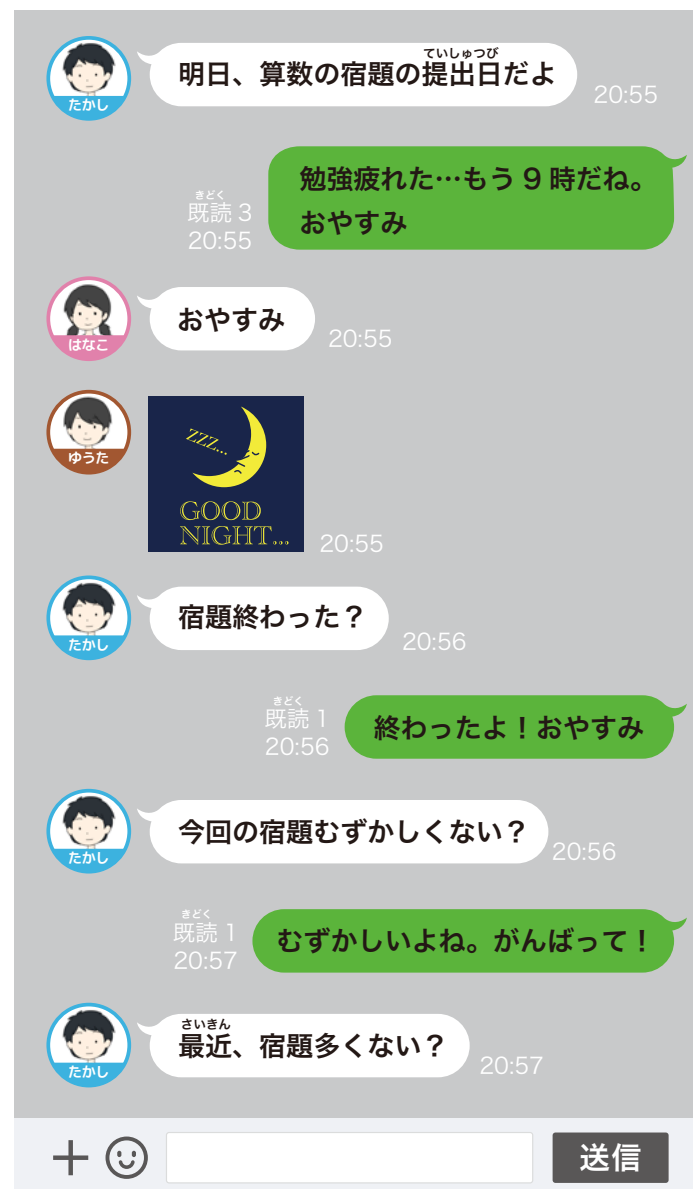 ていしゅつび
明日、算数の宿題の提出日だよ
たかし
20:55
勉強疲れた…もう9時だね。
おやすみ
きどく
既読 3
20:55
おやすみ
はなこ
20:55
ゆうた
ZZZ...
GOOD
NIGHT...
20:55
宿題終わった？
たかし
20:56
きどく
既読 1
20:56
終わったよ！おやすみ
今回の宿題むずかしくない？
たかし
20:56
きどく
既読 1
20:57
むずかしいよね。がんばって！
さいきん
最近、宿題多くない？
たかし
20:57
送信